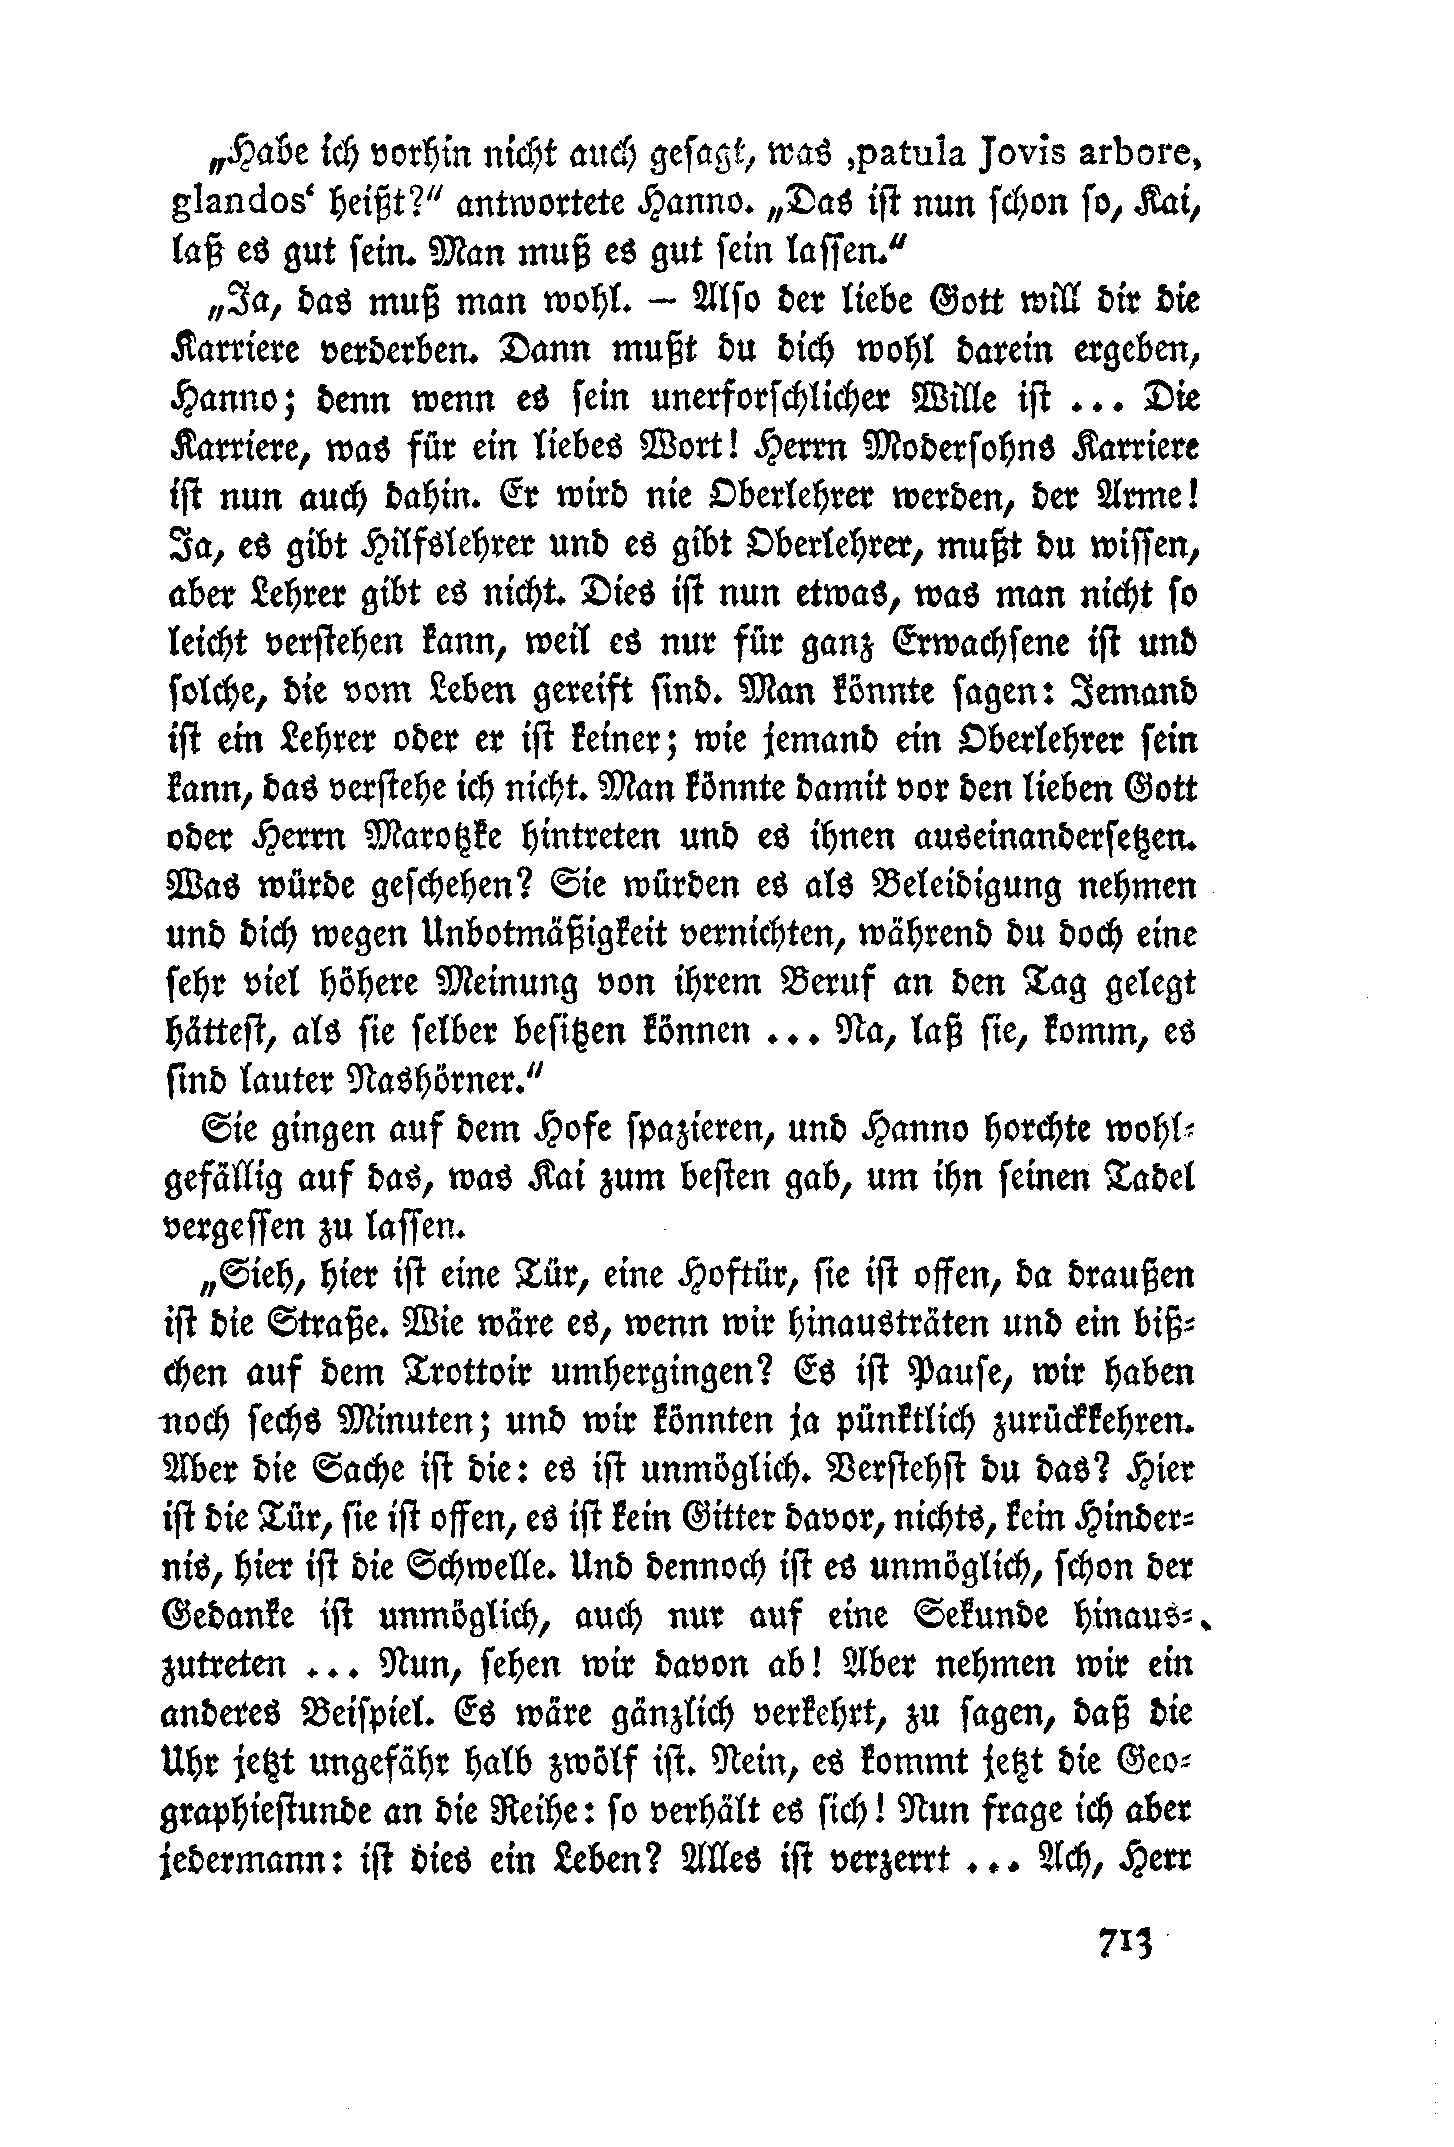 „Habe ich vorhin nicht auch gesagt, was ‚patula Jovis arbore,
glandos‘ heißt?“ antwortete Hanno. „Das ist nun schon so, Kai,
laß es gut sein. Man muß es gut sein lassen.“
„Ja, das muß man wohl. — Also der liebe Gott will dir die
Karriere verderben. Dann mußt du dich wohl darein ergeben,
Hanno; denn wenn es sein unerforschlicher Wille ist ... Die
Karriere, was für ein liebes Wort! Herrn Modersohns Karriere
ist nun auch dahin. Er wird nie Oberlehrer werden, der Arme!
Ja, es gibt Hilfslehrer und es gibt Oberlehrer, mußt du wissen,
aber Lehrer gibt es nicht. Dies ist nun etwas, was man nicht so
leicht verstehen kann, weil es nur für ganz Erwachsene ist und
solche, die vom Leben gereift sind. Man könnte sagen: Jemand
ist ein Lehrer oder er ist keiner; wie jemand ein Oberlehrer sein
kann, das verstehe ich nicht. Man könnte damit vor den lieben Gott
oder Herrn Marotzke hintreten und es ihnen auseinandersetzen.
Was würde geschehen? Sie würden es als Beleidigung nehmen
und dich wegen Unbotmäßigkeit vernichten, während du doch eine
sehr viel höhere Meinung von ihrem Beruf an den Tag gelegt
hättest, als sie selber besitzen können ... Na, laß sie, komm, es
sind lauter Nashörner.“
Sie gingen auf dem Hofe spazieren, und Hanno horchte wohl-
gefällig auf das, was Kai zum besten gab, um ihn seinen Tadel
vergessen zu lassen.
„Sieh, hier ist eine Tür, eine Hoftür, sie ist offen, da draußen
ist die Straße. Wie wäre es, wenn wir hinausträten und ein biß-
chen auf dem Trottoir umhergingen? Es ist Pause, wir haben
noch sechs Minuten; und wir könnten ja pünktlich zurückkehren.
Aber die Sache ist die: es ist unmöglich. Verstehst du das? Hier
ist die Tür, sie ist offen, es ist kein Gitter davor, nichts, kein Hinder-
nis, hier ist die Schwelle. Und dennoch ist es unmöglich, schon der
Gedanke ist unmöglich, auch nur auf eine Sekunde hinaus-
zutreten ... Nun, sehen wir davon ab! Aber nehmen wir ein
anderes Beispiel. Es wäre gänzlich verkehrt, zu sagen, daß die
Uhr jetzt ungefähr halb zwölf ist. Nein, es kommt jetzt die Geo-
graphiestunde an die Reihe: so verhält es sich! Nun frage ich aber
jedermann: ist dies ein Leben? Alles ist verzerrt ... Ach, Herr
713